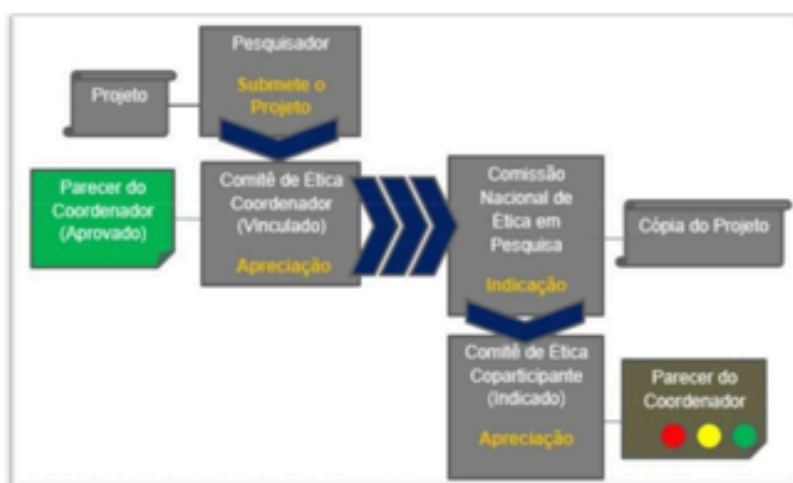 Pesquisador
Submete o
Projeto
Projeto
Parecer do
Coordenador
(Aprovado)
Comitê de Ética
Coordenador
(Vinculado)
Apreciação
Comissão
Nacional de
Ética em
Pesquisa
Indicação
Cópia do Projeto
Comitê de Ética
Coparticipante
(Indicado)
Apreciação
Parecer do
Coordenador